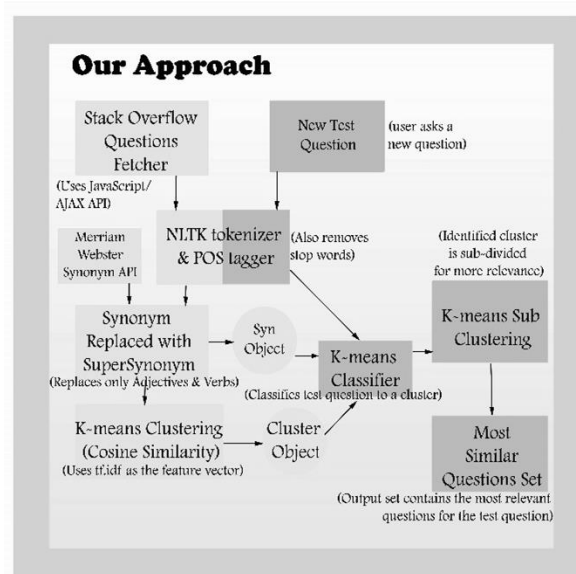 Our Approach
Stack Overflow
Questions
Fetcher
(Uses JavaScript/
AJAX API)
New Test
Question
(user asks a
new question)
Merriam
Webster
Synonym API
NLTK tokenizer
& POS tagger
(Also removes
stop words)
(Identified cluster
is sub-divided
for more relevance)
Synonym
Replaced with
SuperSynonym
(Replaces only Adjectives & Verbs)
Syn
Object
K-means
Classifier
(Classifies test question to a cluster)
K-means Sub
Clustering
K-means Clustering
(Cosine Similarity)
(Uses tf.idf as the feature vector)
Cluster
Object
Most
Similar
Questions Set
(Output set contains the most relevant
questions for the test question)